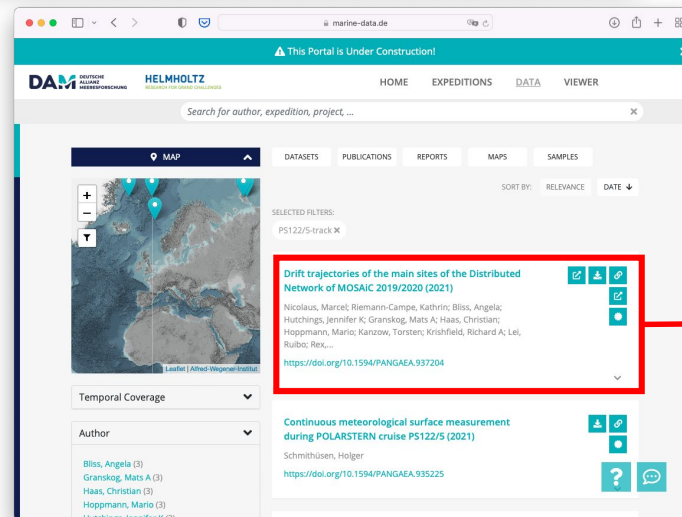 marine-data.de
This Portal is Under Construction!
DAM DEUTSCHE
ALLIANZ
MEERESFORSCHUNG
HELMHOLTZ
RESEARCH FOR GRAND CHALLENGES
HOME EXPEDITIONS DATA VIEWER
Search for author, expedition, project, ...
MAP
DATASETS PUBLICATIONS REPORTS MAPS SAMPLES
SORT BY: RELEVANCE DATE
SELECTED FILTERS:
PS122/5-track
Drift trajectories of the main sites of the Distributed
Network of MOSAiC 2019/2020 (2021)
Nicolaus, Marcel; Riemann-Campe, Kathrin; Bliss, Angela;
Hutchings, Jennifer K; Granskog, Mats A; Haas, Christian;
Hoppmann, Mario; Kanzow, Torsten; Krishfield, Richard A; Lei,
Ruibo; Rex,...
https://doi.org/10.1594/PANGAEA.937204
Leaflet | Alfred-Wegener-Institut
Temporal Coverage
Author
Bliss, Angela (3)
Granskog, Mats A (3)
Haas, Christian (3)
Hoppmann, Mario (3)
Continuous meteorological surface measurement
during POLARSTERN cruise PS122/5 (2021)
Schmithüsen, Holger
https://doi.org/10.1594/PANGAEA.935225
?